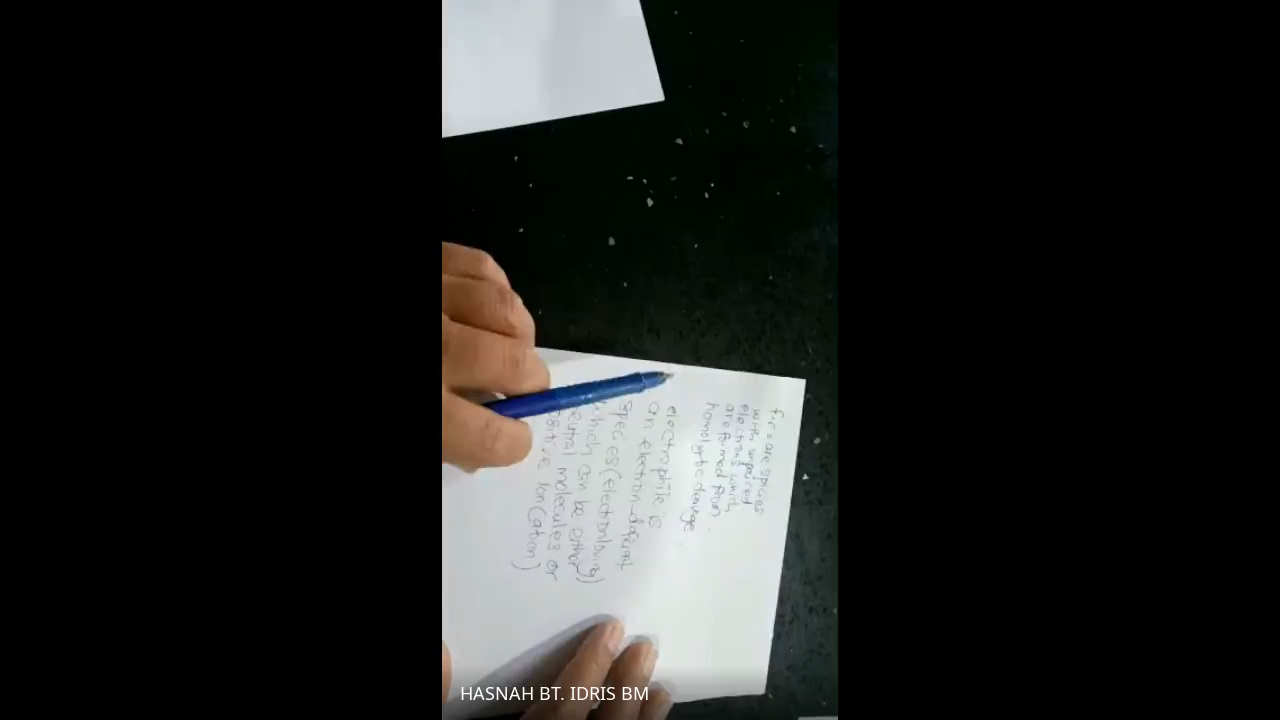 f.r = are species
with unpaired
electrons which
are formed from
homolytic cleavage
electrophile is
an electron-deficient
species (electron loving)
which can be either
neutral molecules or
positive ion (cation)
HASNAH BT. IDRIS BM